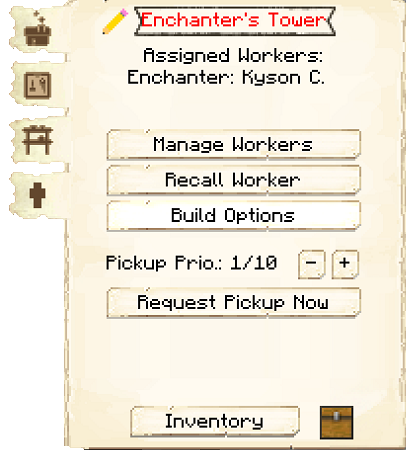 Enchanter's Tower
Assigned Workers:
Enchanter: Kyson C.
Manage Workers
Recall Worker
Build Options
Pickup Prio.: 1/10 - +
Request Pickup Now
Inventory